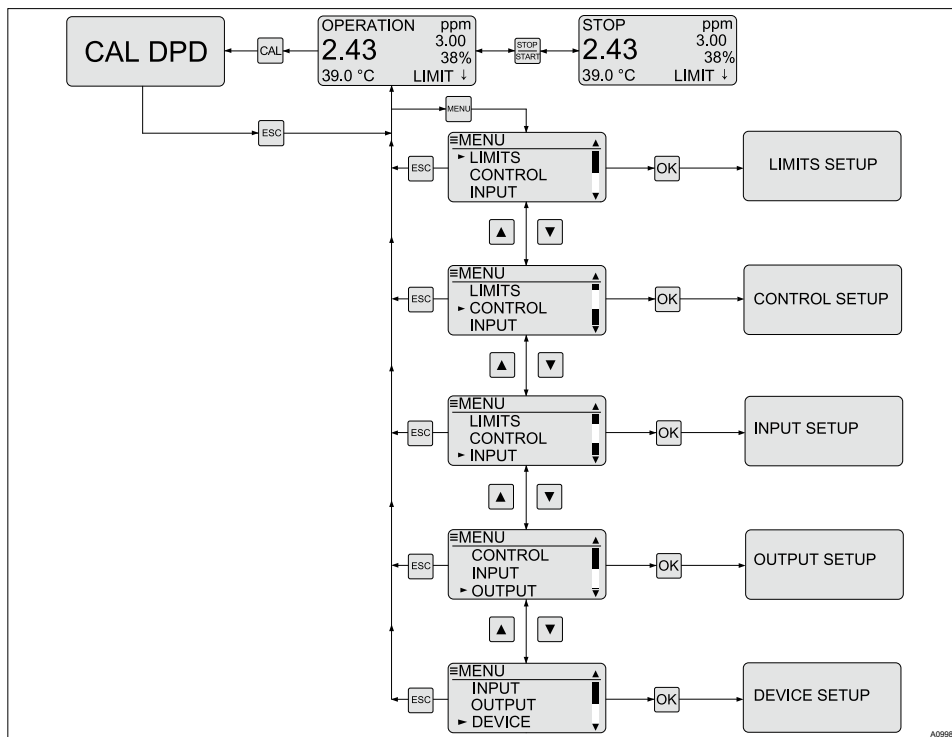 CAL DPD
CAL
OPERATION ppm
2.43 3.00
38%
39.0 °C LIMIT ↓
STOP
START
STOP ppm
2.43 3.00
38%
39.0 °C LIMIT ↓
ESC
MENU
≡MENU ▲
► LIMITS
CONTROL
INPUT ▼
ESC
OK
LIMITS SETUP
▲ ▼
≡MENU ▲
LIMITS
► CONTROL
INPUT ▼
ESC
OK
CONTROL SETUP
▲ ▼
≡MENU ▲
LIMITS
CONTROL
► INPUT ▼
ESC
OK
INPUT SETUP
▲ ▼
≡MENU ▲
CONTROL
INPUT
► OUTPUT ▼
ESC
OK
OUTPUT SETUP
▲ ▼
≡MENU ▲
INPUT
OUTPUT
► DEVICE ▼
ESC
OK
DEVICE SETUP